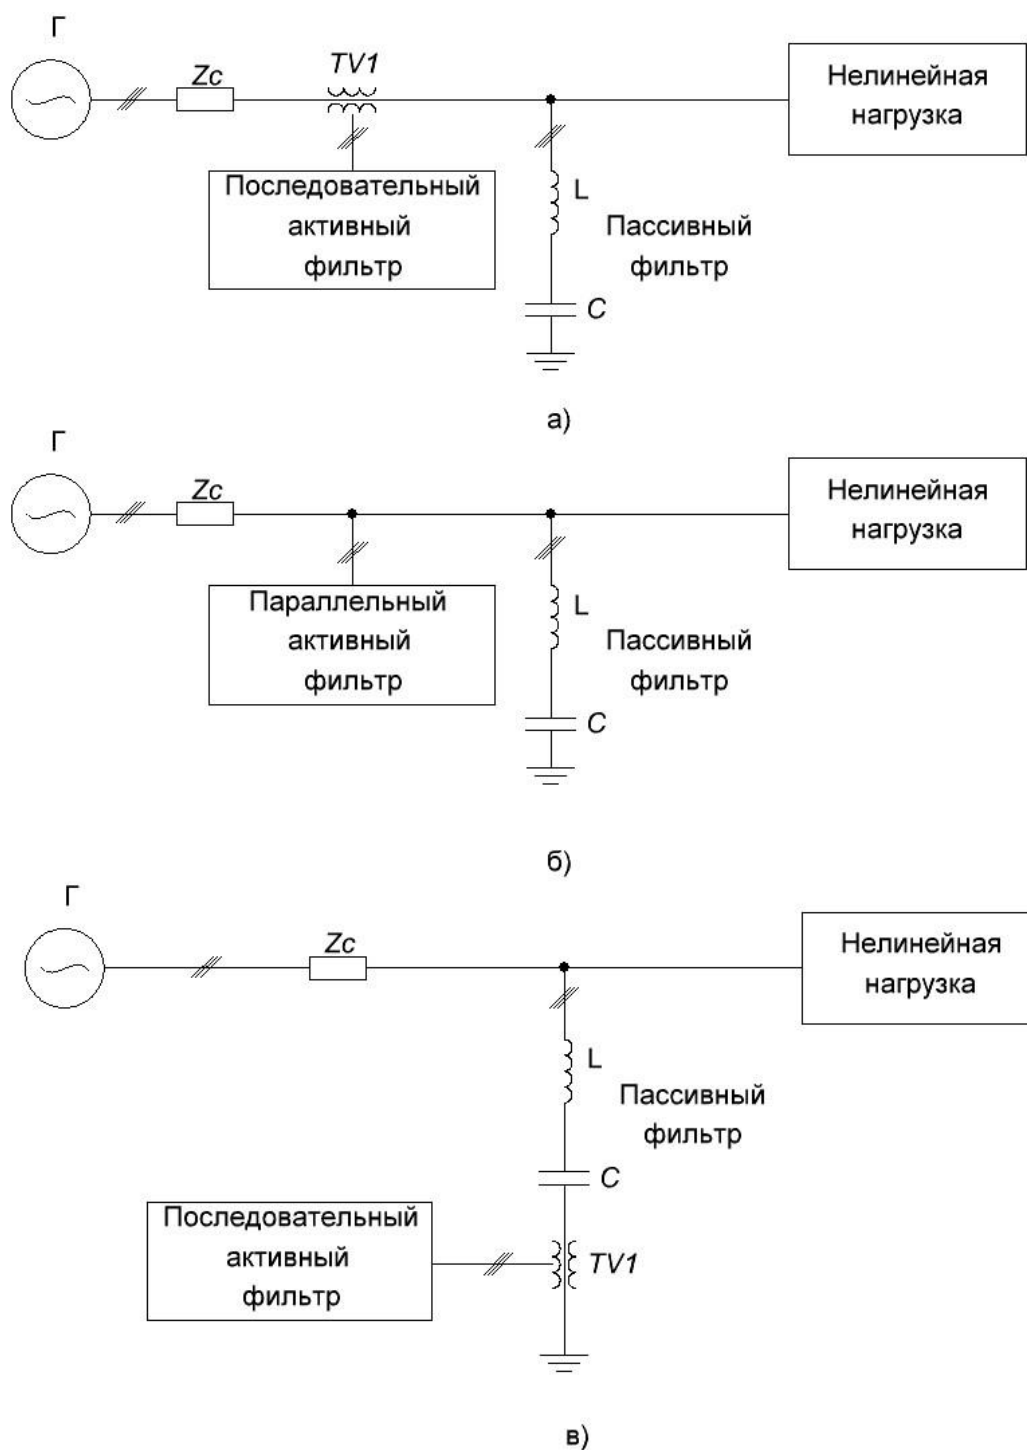 Г
Zc
TV1
Нелинейная
нагрузка
Последовательный
активный
фильтр
L
Пассивный
фильтр
C
а)
Г
Zc
Нелинейная
нагрузка
Параллельный
активный
фильтр
L
Пассивный
фильтр
C
б)
Г
Zc
Нелинейная
нагрузка
L
Пассивный
фильтр
C
Последовательный
активный
фильтр
TV1
в)